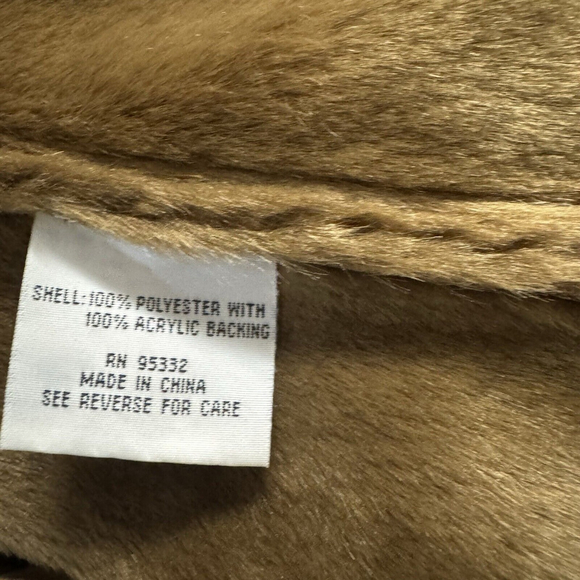 SHELL:100% POLYESTER WITH
100% ACRYLIC BACKING
RN 95332
MADE IN CHINA
SEE REVERSE FOR CARE